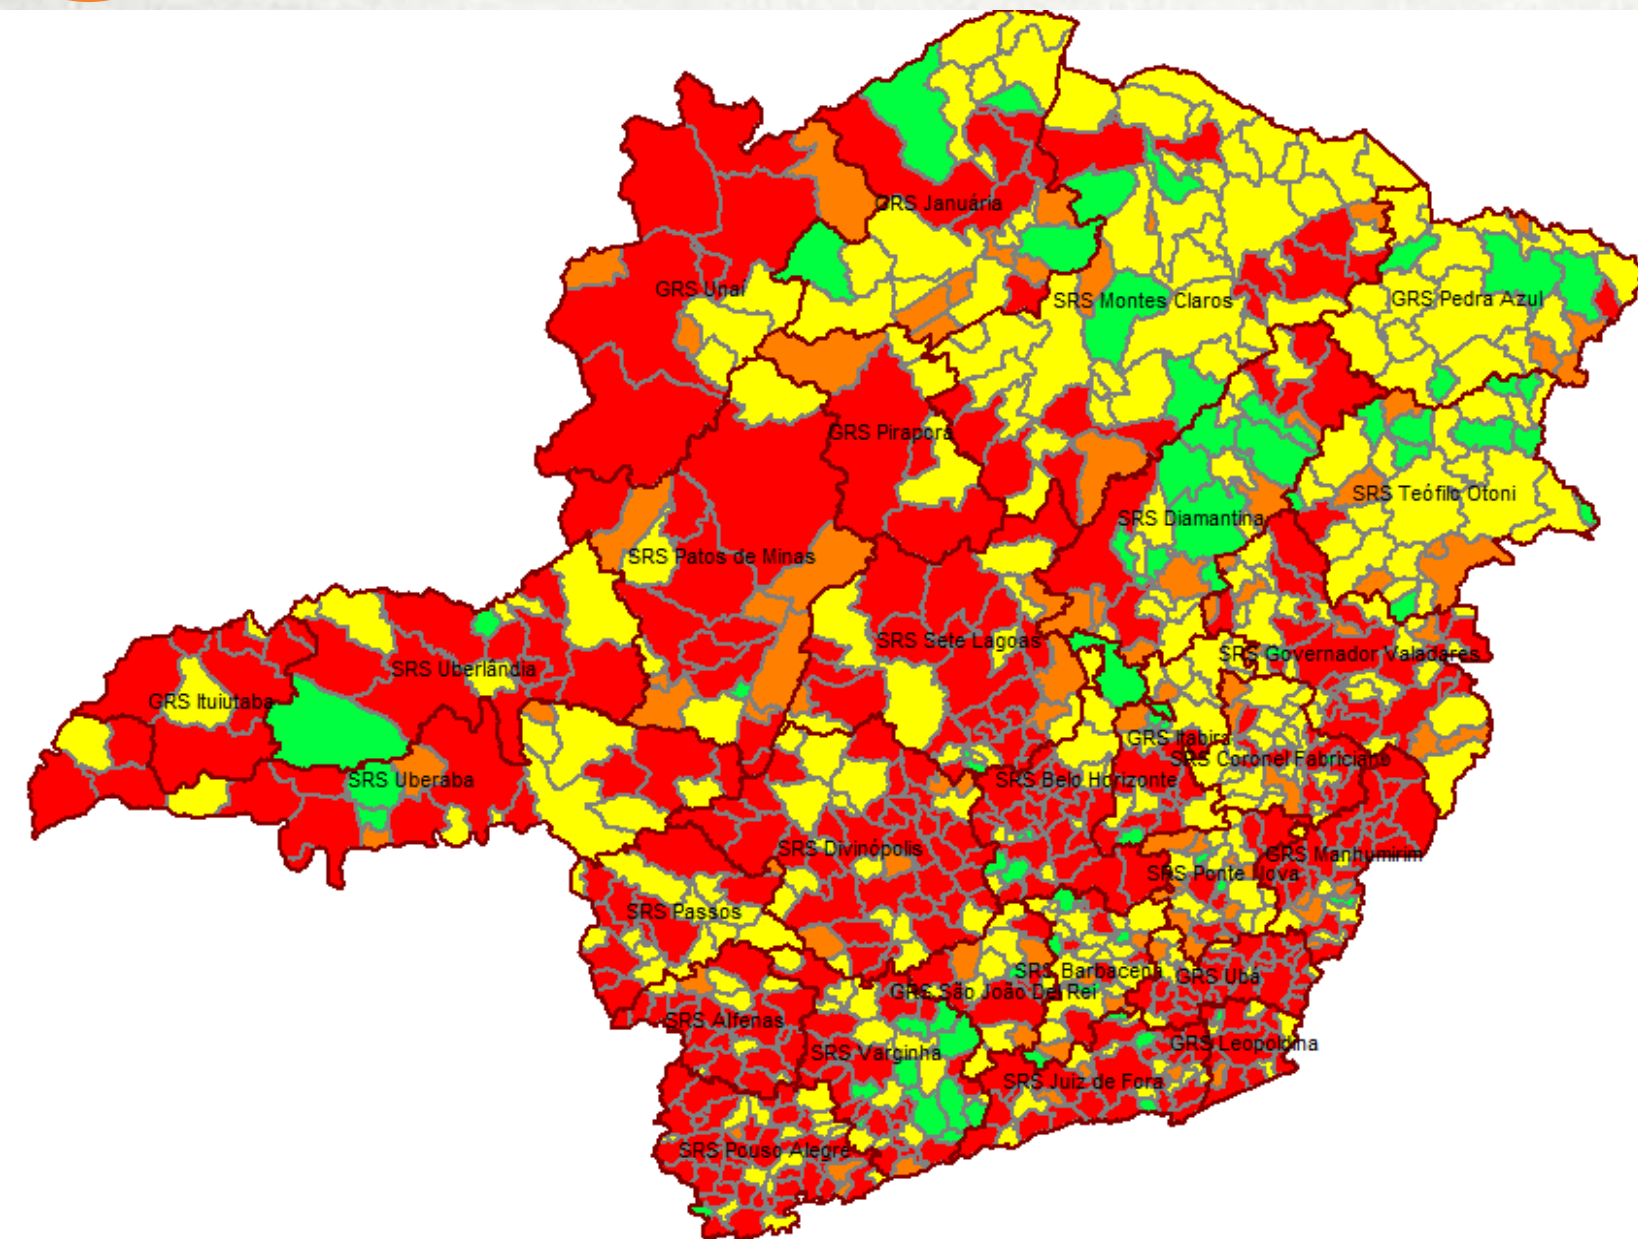 GRS Januária
GRS Unaí
SRS Montes Claros
GRS Pedra Azul
GRS Pirapora
SRS Teófilo Otoni
SRS Diamantina
SRS Patos de Minas
SRS Sete Lagoas
SRS Governador Valadares
SRS Uberlândia
GRS Ituiutaba
GRS Itabira
SRS Coronel Fabriciano
SRS Uberaba
SRS Belo Horizonte
SRS Divinópolis
GRS Manhumirim
SRS Ponte Nova
SRS Passos
SRS Barbacena
GRS Ubá
GRS São João Del Rei
SRS Alfenas
GRS Leopoldina
SRS Varginha
SRS Juiz de Fora
SRS Pouso Alegre